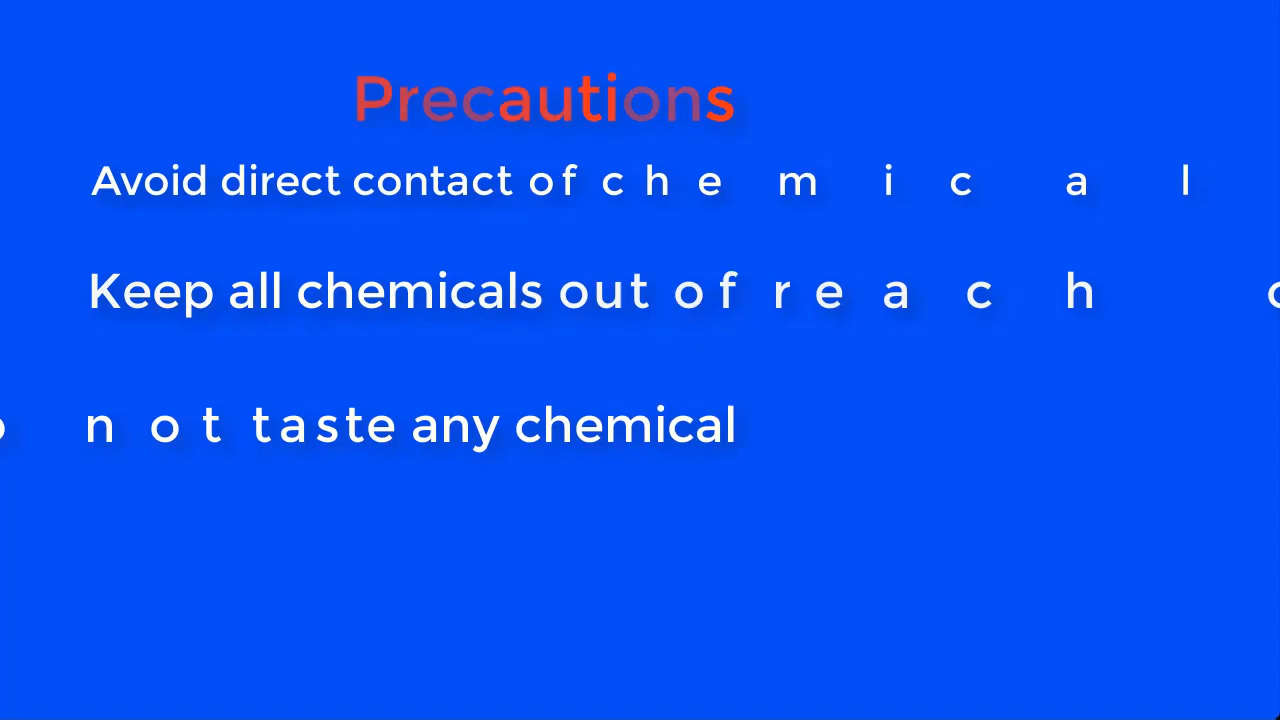 Precautions
Avoid direct contact of chemical
Keep all chemicals out of reach
not taste any chemical